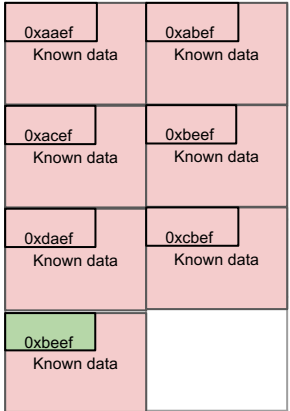 0xaaef
Known data
0xabef
Known data
0xacef
Known data
0xbeef
Known data
0xdaef
Known data
0xcbef
Known data
0xbeef
Known data